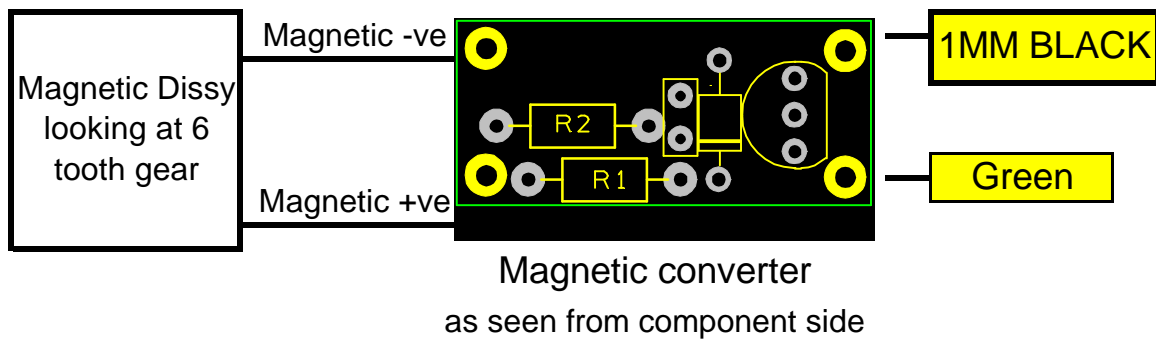 Magnetic -ve
1MM BLACK
Magnetic Dissy
looking at 6
tooth gear
R2
R1
Green
Magnetic +ve
Magnetic converter
as seen from component side